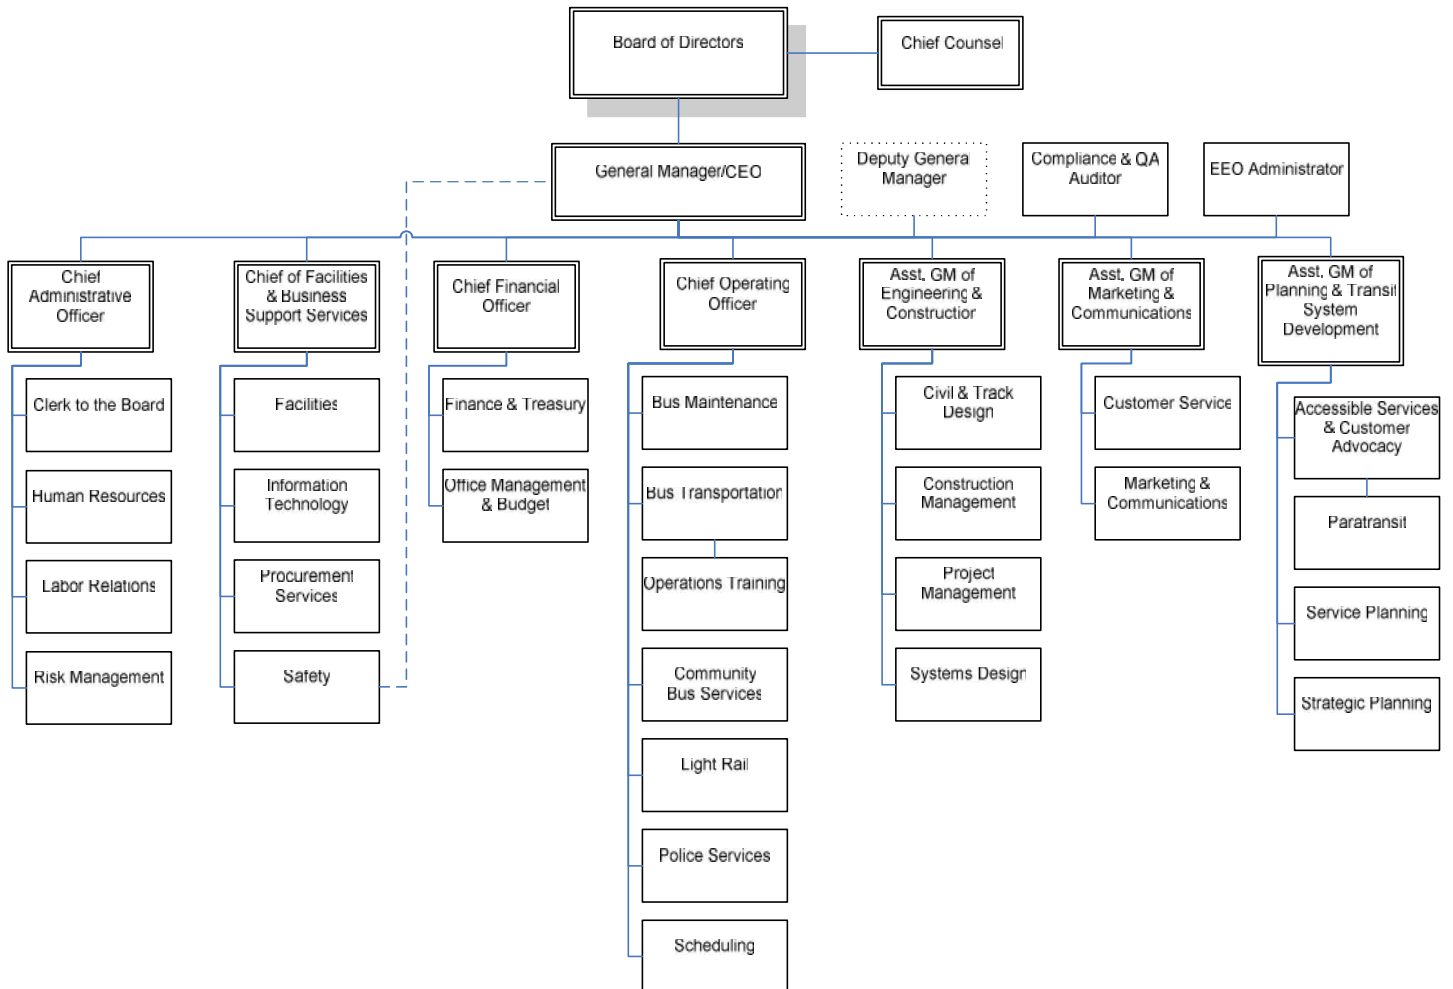 Board of Directors
Chief Counsel
General Manager/CEO
Deputy General
Manager
Compliance & QA
Auditor
EEO Administrator
Chief
Administrative
Officer
Chief of Facilities
& Business
Support Services
Chief Financial
Officer
Chief Operating
Officer
Asst. GM of
Engineering &
Construction
Asst. GM of
Marketing &
Communications
Asst. GM of
Planning & Transit
System
Development
Clerk to the Board
Human Resources
Labor Relations
Risk Management
Facilities
Information
Technology
Procurement
Services
Safety
Finance & Treasury
Office Management
& Budget
Bus Maintenance
Bus Transportation
Operations Training
Community
Bus Services
Light Rail
Police Services
Scheduling
Civil & Track
Design
Construction
Management
Project
Management
Systems Design
Customer Service
Marketing &
Communications
Accessible Services
& Customer
Advocacy
Paratransit
Service Planning
Strategic Planning